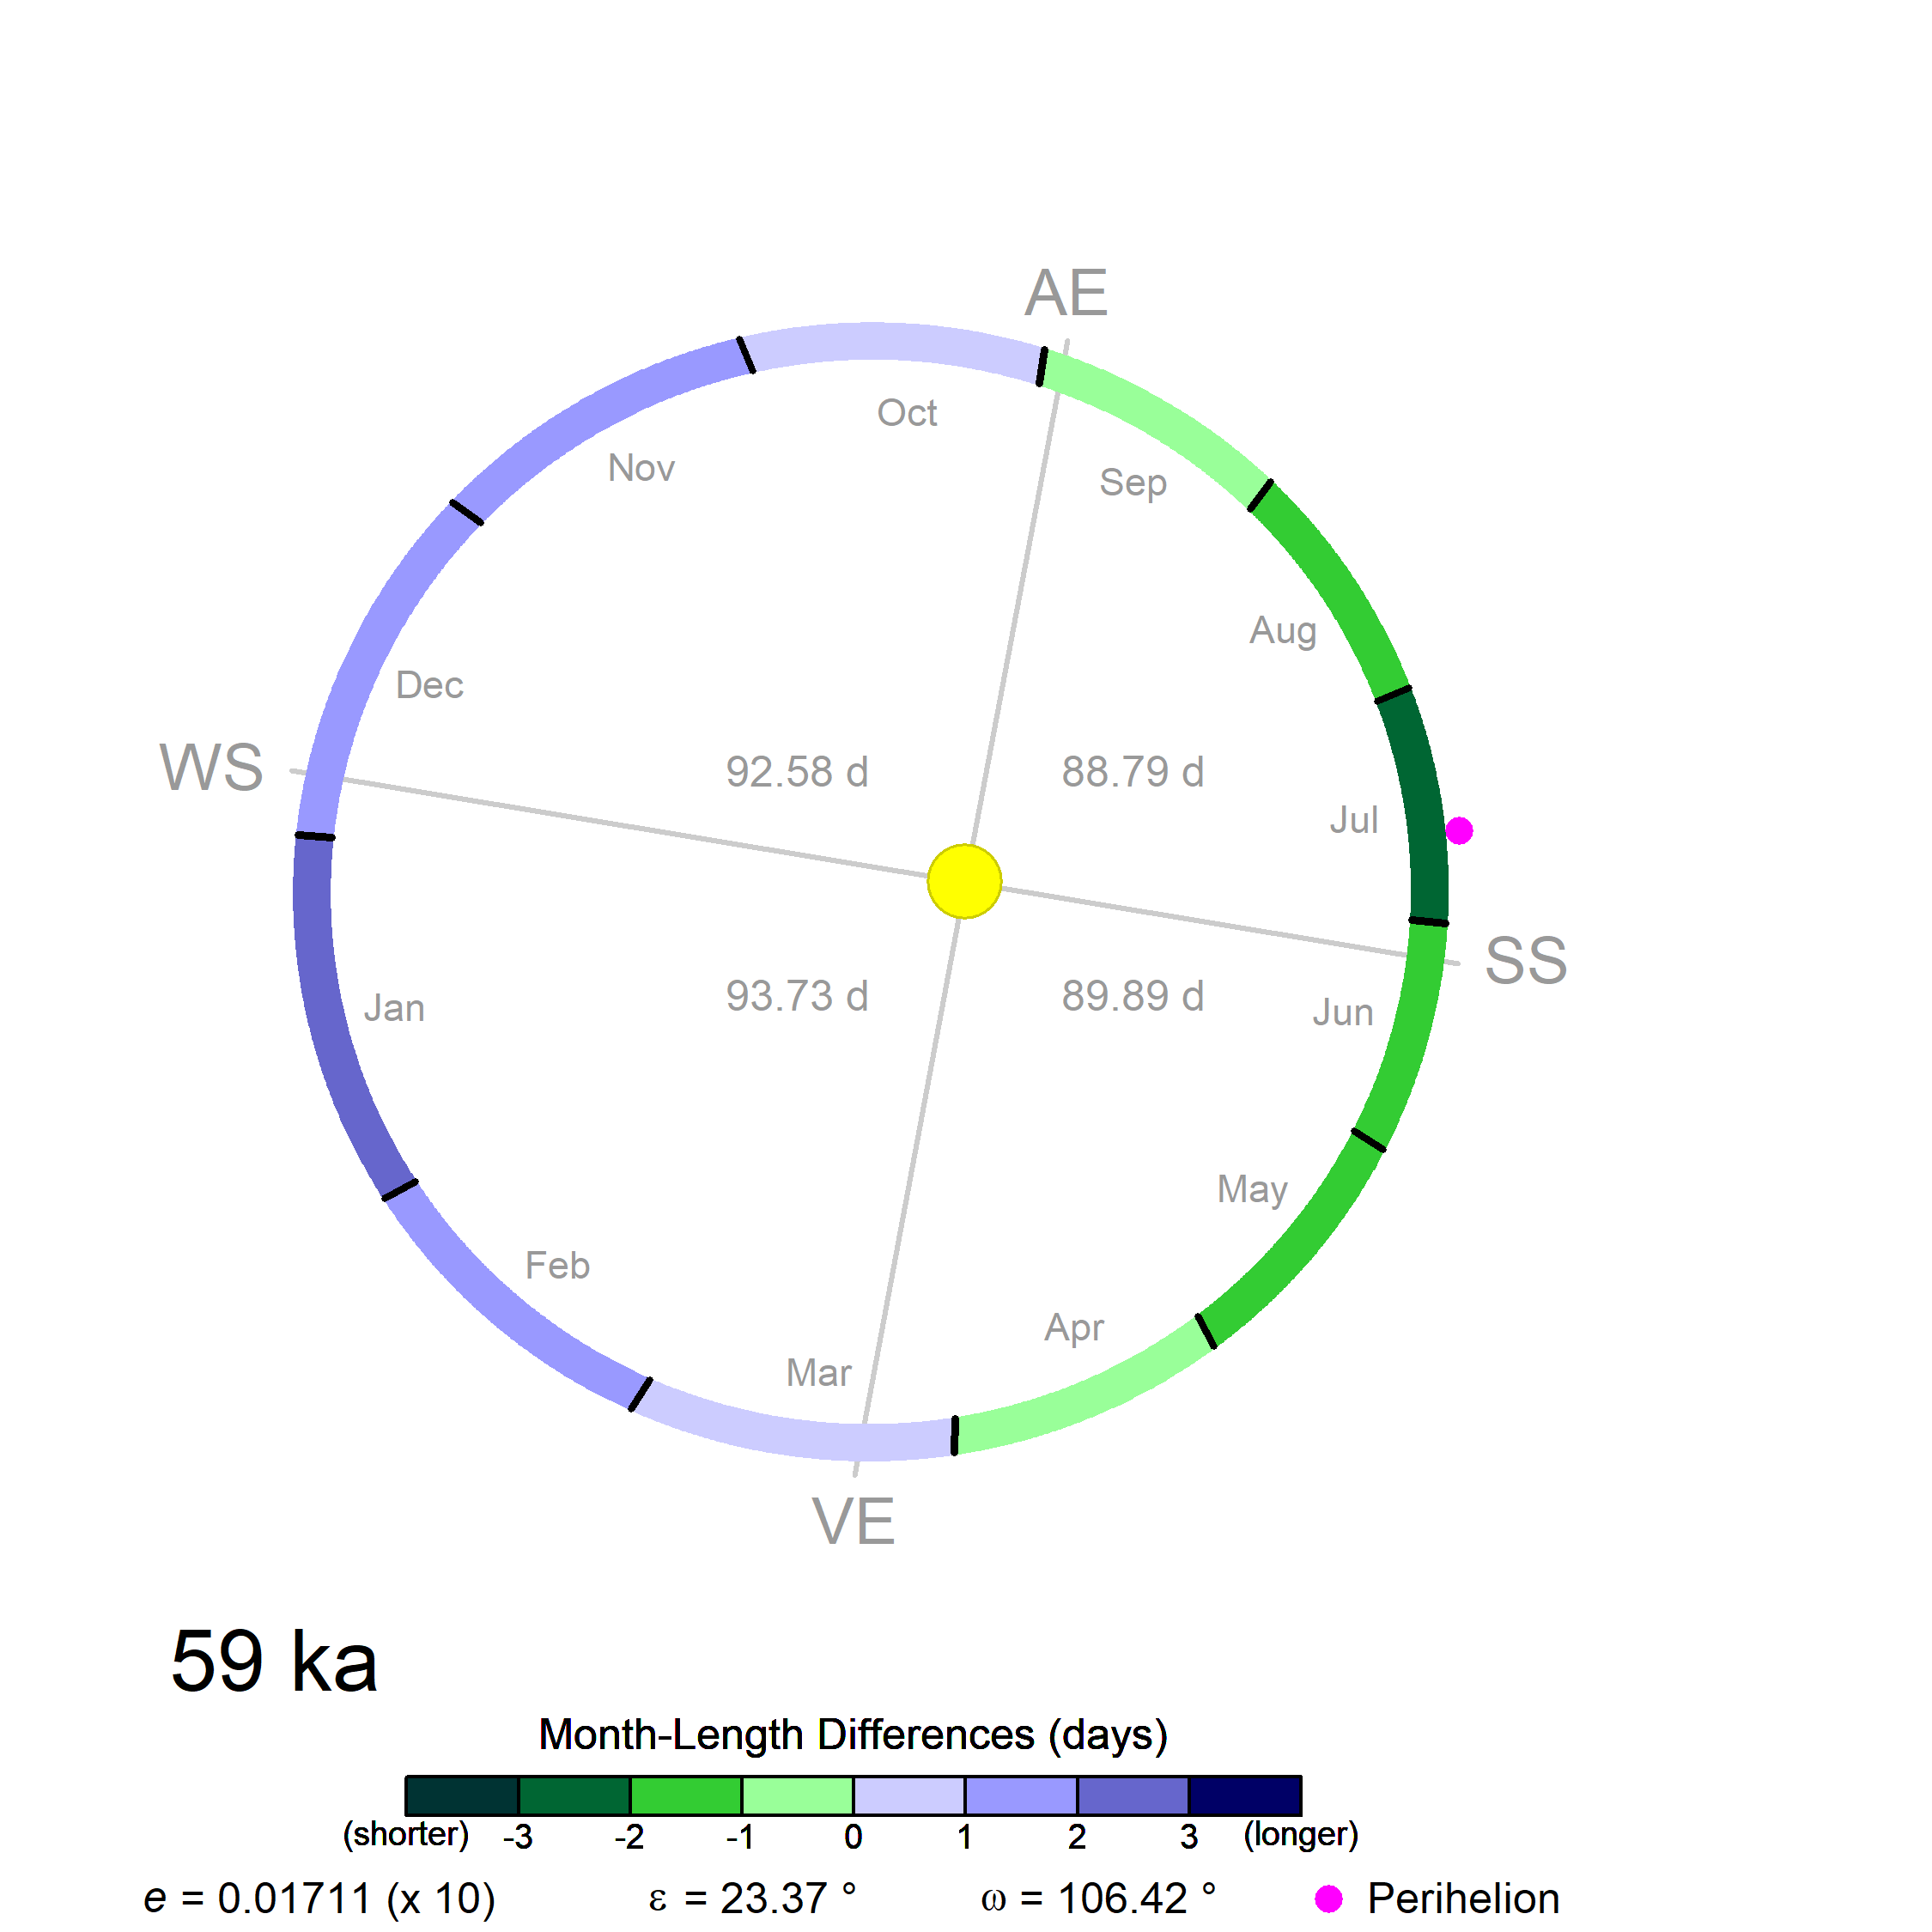 AE
Oct
Nov
Sep
Aug
Dec
WS
92.58 d
88.79 d
Jul
SS
93.73 d
89.89 d
Jan
Jun
May
Feb
Apr
Mar
VE
59 ka
Month-Length Differences (days)
(shorter) -3 -2 -1 0 1 2 3 (longer)
e = 0.01711 (x 10) ε = 23.37 ° ω = 106.42 ° Perihelion